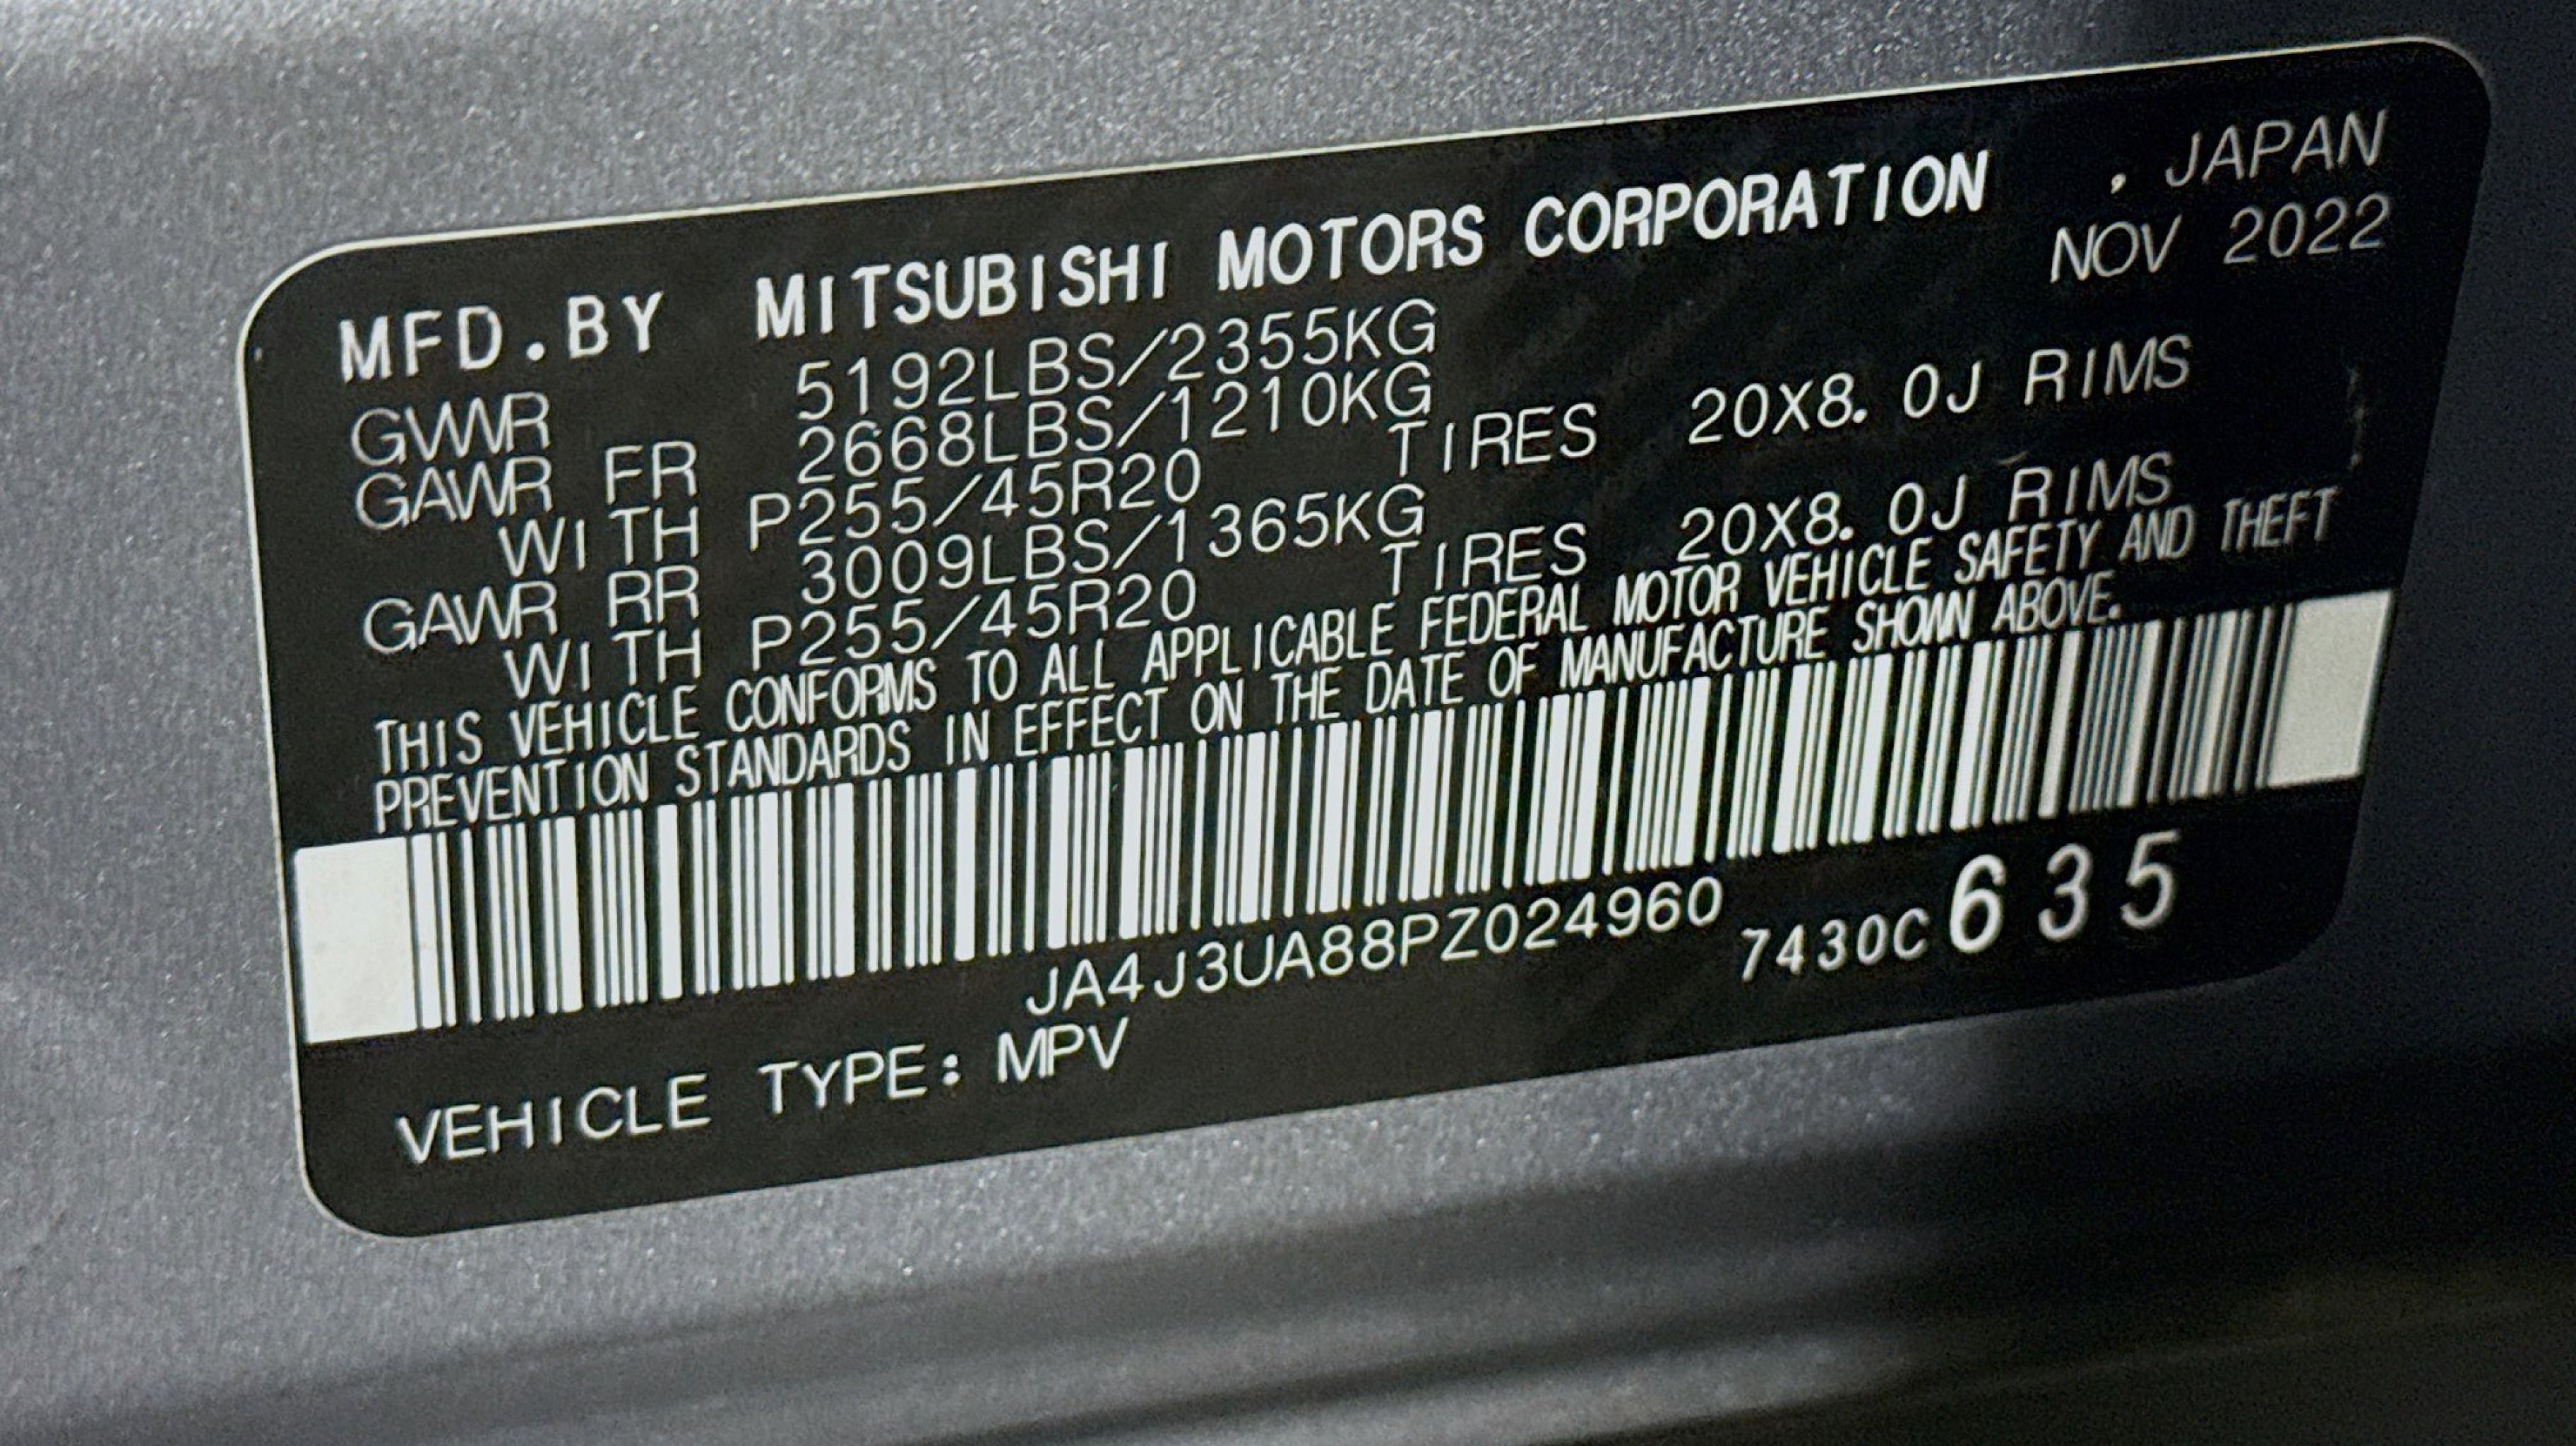 MFD.BY MITSUBISHI MOTORS CORPORATION , JAPAN
NOV 2022
GVWR 5192LBS/2355KG
GAWR FR 2668LBS/1210KG
WITH P255/45R20 TIRES 20X8.0J RIMS
GAWR RR 3009LBS/1365KG
WITH P255/45R20 TIRES 20X8.0J RIMS
THIS VEHICLE CONFORMS TO ALL APPLICABLE FEDERAL MOTOR VEHICLE SAFETY AND THEFT
PREVENTION STANDARDS IN EFFECT ON THE DATE OF MANUFACTURE SHOWN ABOVE.
JA4J3UA88PZ024960 7430C635
VEHICLE TYPE: MPV